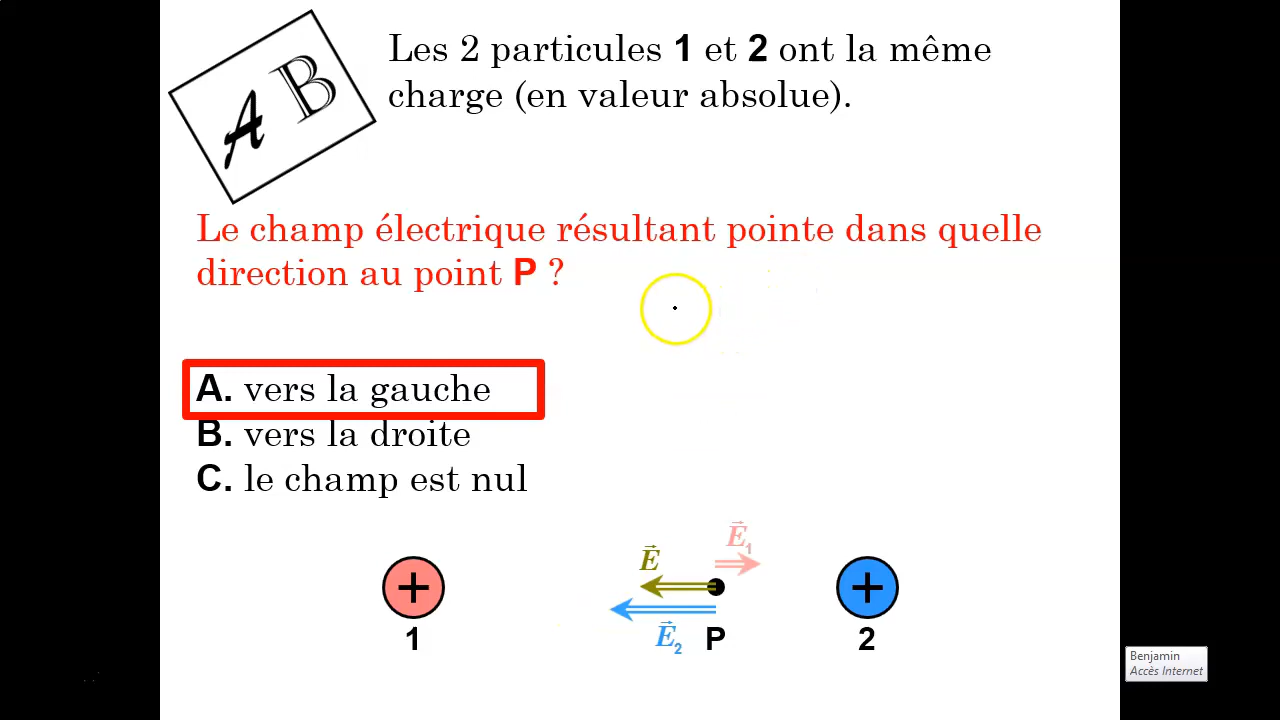 A B
Les 2 particules 1 et 2 ont la même
charge (en valeur absolue).
Le champ électrique résultant pointe dans quelle
direction au point P ?
A. vers la gauche
B. vers la droite
C. le champ est nul
E⃗₁
E⃗
+
+
1
E⃗₂
P
2
Benjamin
Accès Internet